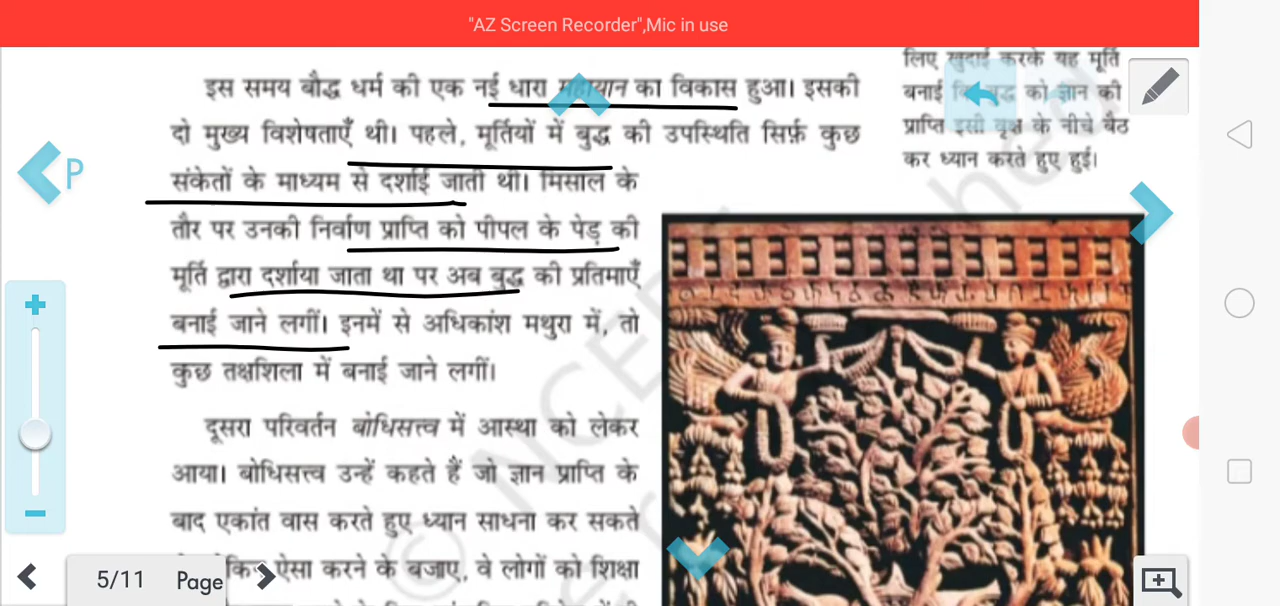 "AZ Screen Recorder",Mic in use
लिए खुदाई करके यह मूर्ति
बनाई कि बुद्ध को ज्ञान की
प्राप्ति इसी वृक्ष के नीचे बैठ
कर ध्यान करते हुए हुई।
इस समय बौद्ध धर्म की एक नई धारा महायान का विकास हुआ। इसकी
दो मुख्य विशेषताएँ थी। पहले, मूर्तियों में बुद्ध की उपस्थिति सिर्फ़ कुछ
संकेतों के माध्यम से दर्शाई जाती थी। मिसाल के
तौर पर उनकी निर्वाण प्राप्ति को पीपल के पेड़ की
मूर्ति द्वारा दर्शाया जाता था पर अब बुद्ध की प्रतिमाएँ
बनाई जाने लगीं। इनमें से अधिकांश मथुरा में, तो
कुछ तक्षशिला में बनाई जाने लगीं।
दूसरा परिवर्तन बोधिसत्त्व में आस्था को लेकर
आया। बोधिसत्त्व उन्हें कहते हैं जो ज्ञान प्राप्ति के
बाद एकांत वास करते हुए ध्यान साधना कर सकते
ऐसा करने के बजाए, वे लोगों को शिक्षा
P
5/11 Page
© NCERT